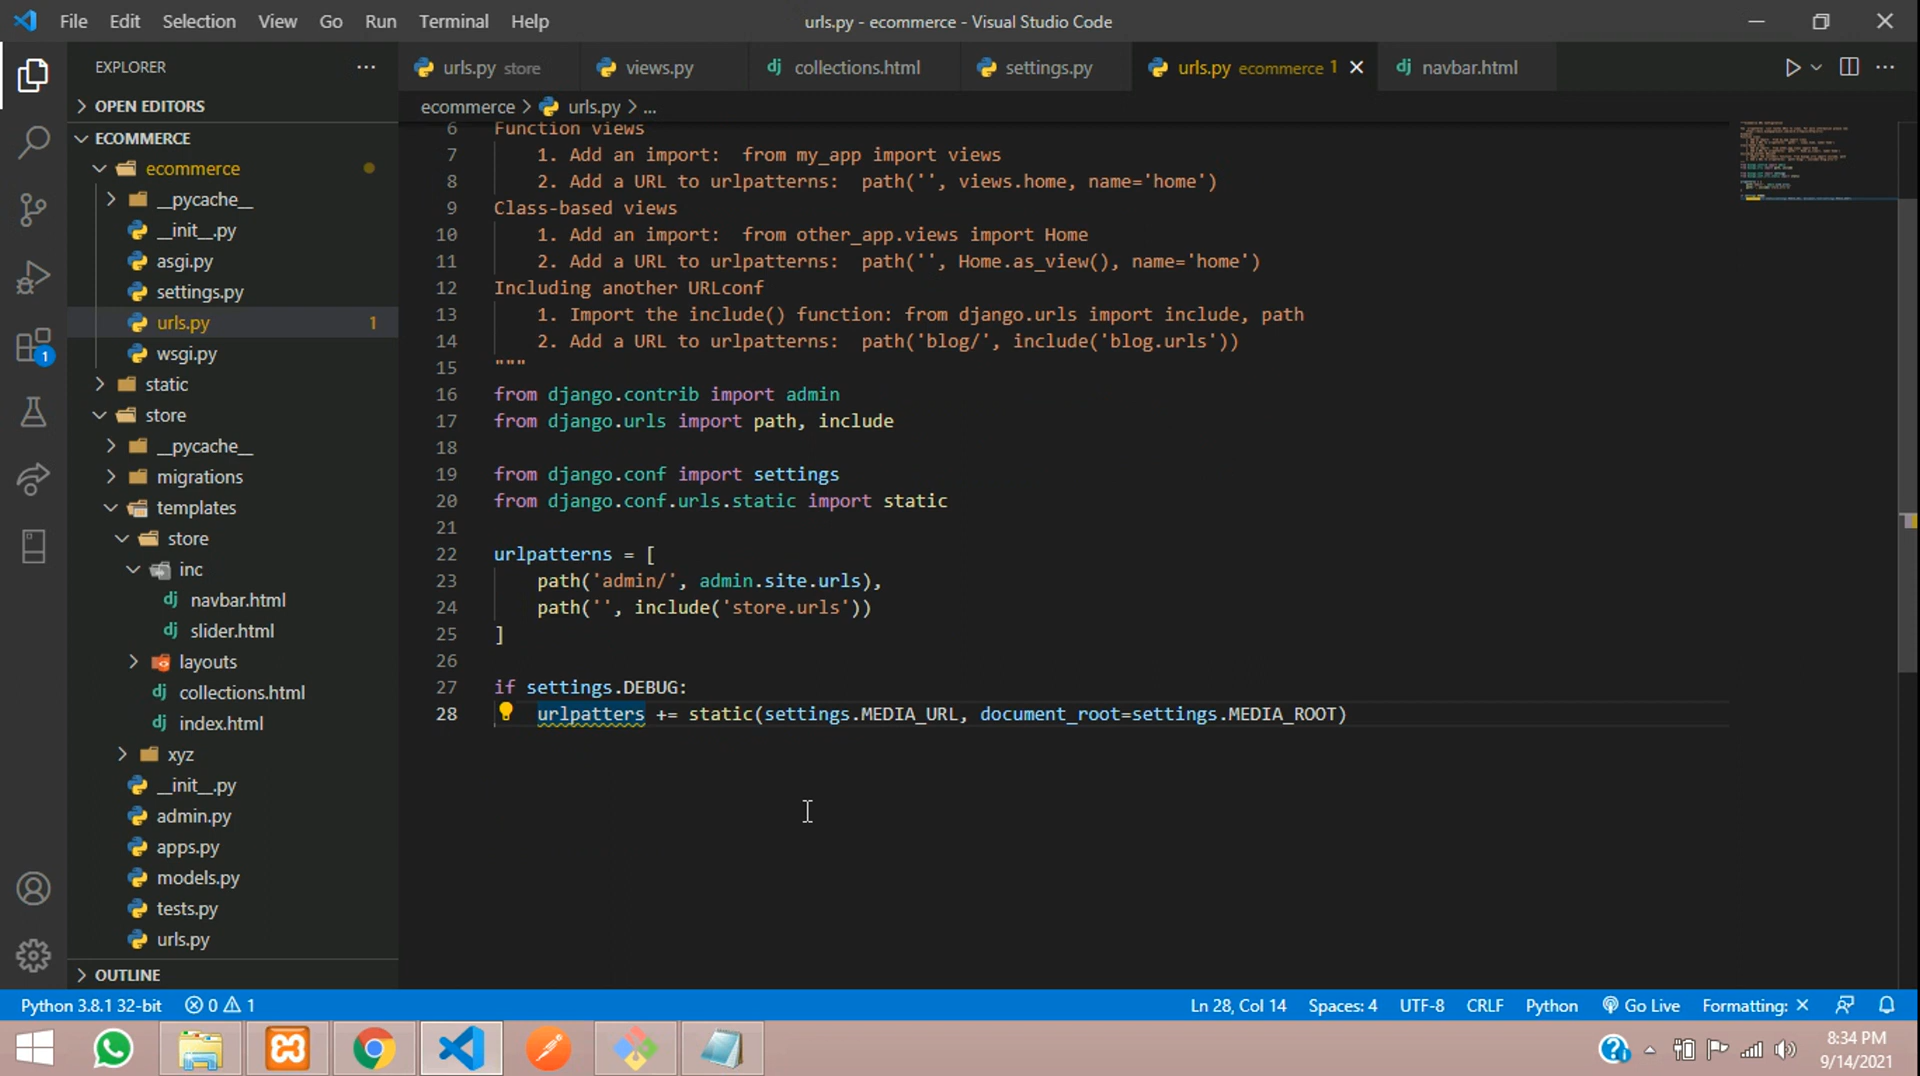 File Edit Selection View Go Run Terminal Help
urls.py - ecommerce - Visual Studio Code
EXPLORER
OPEN EDITORS
ECOMMERCE
ecommerce
__pycache__
__init__.py
asgi.py
settings.py
urls.py 1
wsgi.py
static
store
__pycache__
migrations
templates
store
inc
navbar.html
slider.html
layouts
collections.html
index.html
xyz
__init__.py
admin.py
apps.py
models.py
tests.py
urls.py
OUTLINE
urls.py store
views.py
collections.html
settings.py
urls.py ecommerce 1
navbar.html
ecommerce > urls.py > ...
6 Function views
7 1. Add an import:  from my_app import views
8 2. Add a URL to urlpatterns:  path('', views.home, name='home')
9 Class-based views
10 1. Add an import:  from other_app.views import Home
11 2. Add a URL to urlpatterns:  path('', Home.as_view(), name='home')
12 Including another URLconf
13 1. Import the include() function: from django.urls import include, path
14 2. Add a URL to urlpatterns:  path('blog/', include('blog.urls'))
15 """
16 from django.contrib import admin
17 from django.urls import path, include
18
19 from django.conf import settings
20 from django.conf.urls.static import static
21
22 urlpatterns = [
23 path('admin/', admin.site.urls),
24 path('', include('store.urls'))
25 ]
26
27 if settings.DEBUG:
28 urlpatters += static(settings.MEDIA_URL, document_root=settings.MEDIA_ROOT)
1
Python 3.8.1 32-bit 0 1 Ln 28, Col 14 Spaces: 4 UTF-8 CRLF Python Go Live Formatting: ×
8:34 PM
9/14/2021